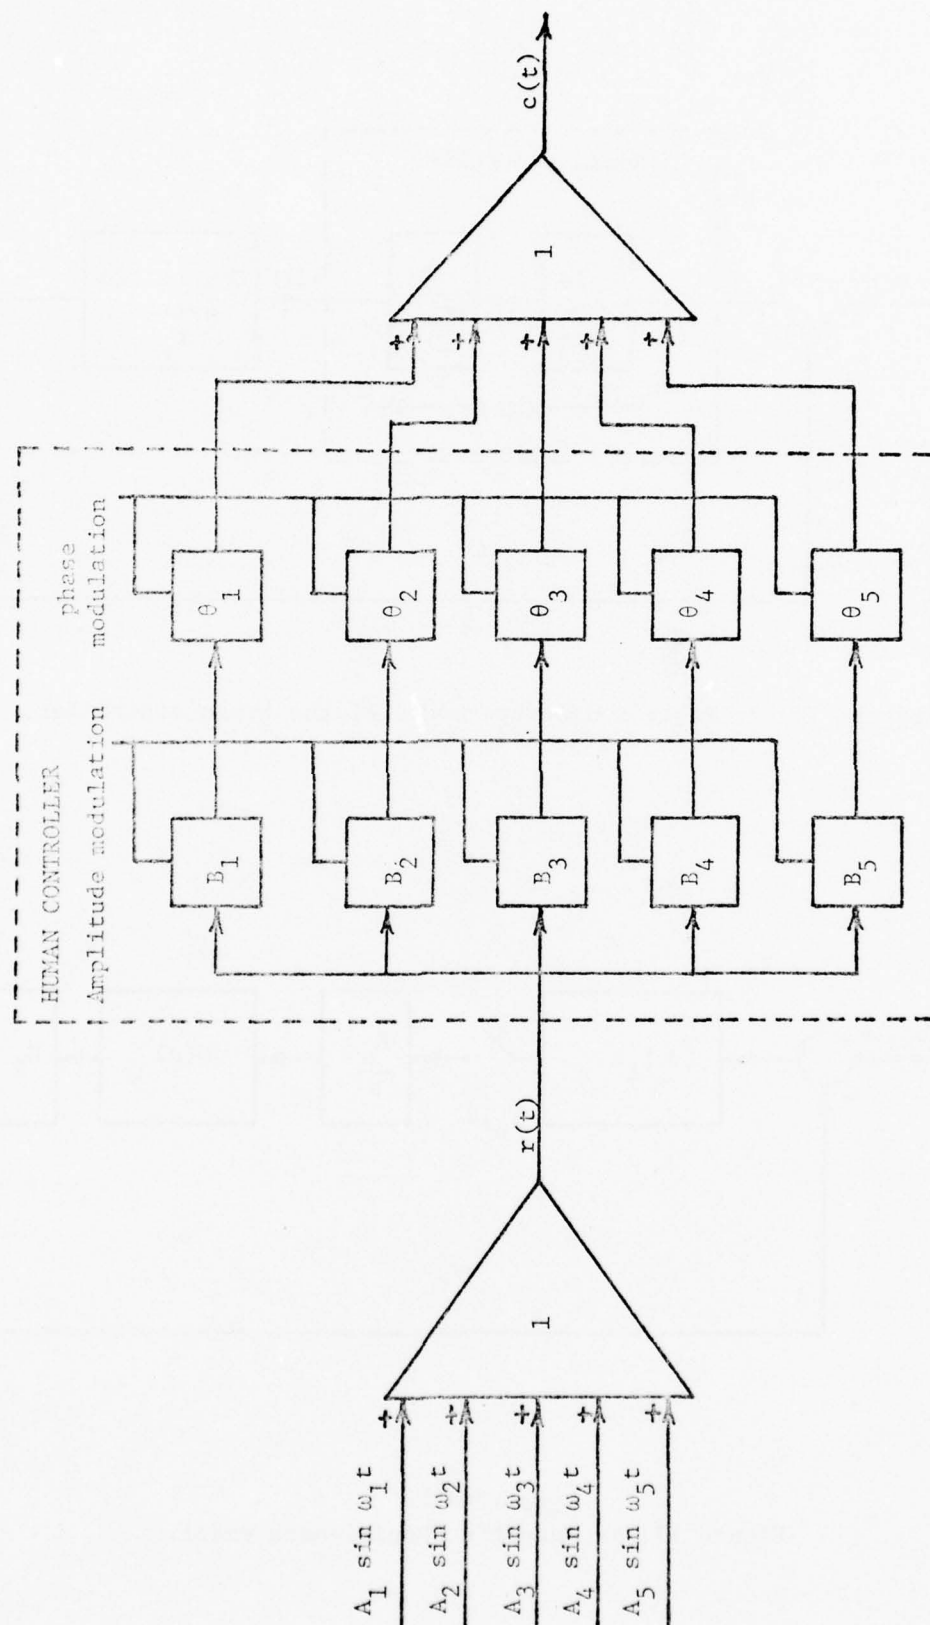 HUMAN CONTROLLER
Amplitude modulation
phase
modulation
A1 sin ω1t
A2 sin ω2t
A3 sin ω3t
A4 sin ω4t
A5 sin ω5t
+
+
+
+
+
1
r(t)
B1
B2
B3
B4
B5
θ1
θ2
θ3
θ4
θ5
+
+
+
+
+
1
c(t)